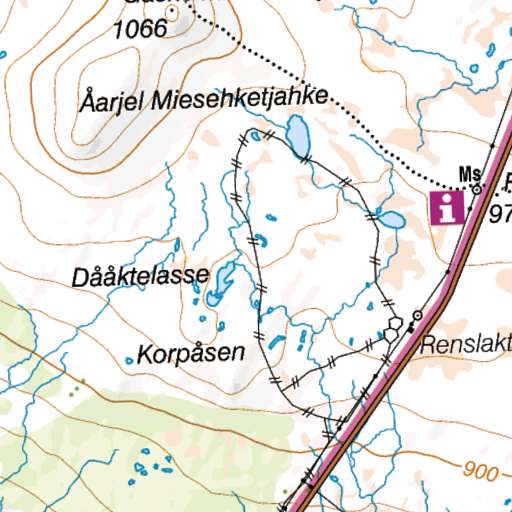 1066
Åarjel Miesehketjahke
Ms
i
97
Dååktelasse
Korpåsen
Renslakt
900